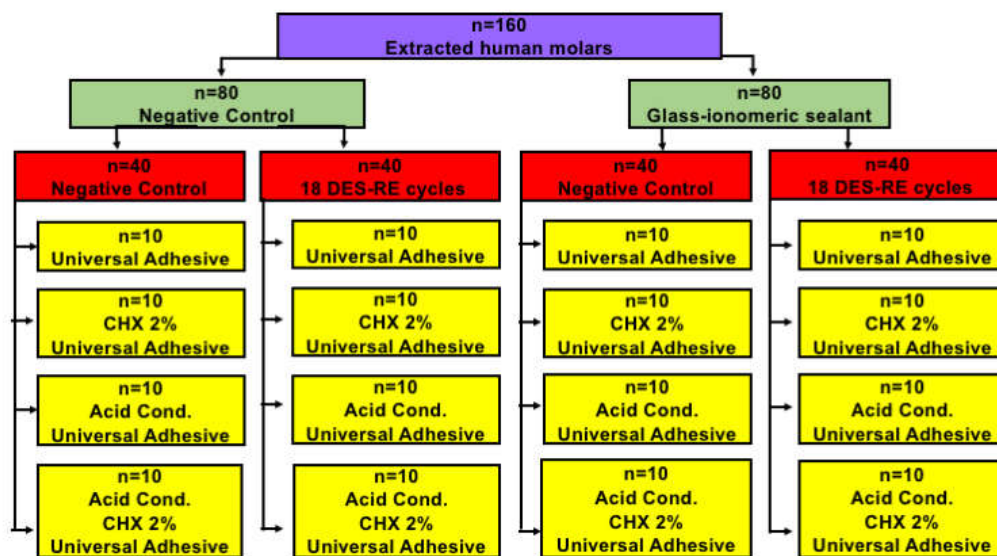 n=160
Extracted human molars
n=80
Negative Control
n=80
Glass-ionomeric sealant
n=40
Negative Control
n=40
18 DES-RE cycles
n=40
Negative Control
n=40
18 DES-RE cycles
n=10
Universal Adhesive
n=10
Universal Adhesive
n=10
Universal Adhesive
n=10
Universal Adhesive
n=10
CHX 2%
Universal Adhesive
n=10
CHX 2%
Universal Adhesive
n=10
CHX 2%
Universal Adhesive
n=10
CHX 2%
Universal Adhesive
n=10
Acid Cond.
Universal Adhesive
n=10
Acid Cond.
Universal Adhesive
n=10
Acid Cond.
Universal Adhesive
n=10
Acid Cond.
Universal Adhesive
n=10
Acid Cond.
CHX 2%
Universal Adhesive
n=10
Acid Cond.
CHX 2%
Universal Adhesive
n=10
Acid Cond.
CHX 2%
Universal Adhesive
n=10
Acid Cond.
CHX 2%
Universal Adhesive